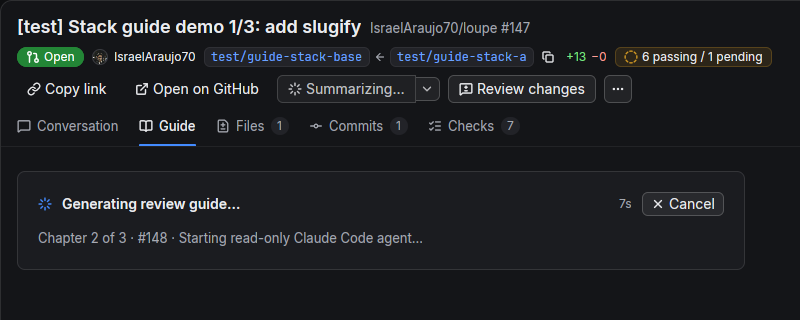 [test] Stack guide demo 1/3: add slugify IsraelAraujo70/loupe #147
Open IsraelAraujo70 test/guide-stack-base ← test/guide-stack-a +13 −0 6 passing / 1 pending
Copy link Open on GitHub Summarizing... Review changes ...
Conversation Guide Files 1 Commits 1 Checks 7
Generating review guide... 7s Cancel
Chapter 2 of 3 · #148 · Starting read-only Claude Code agent...